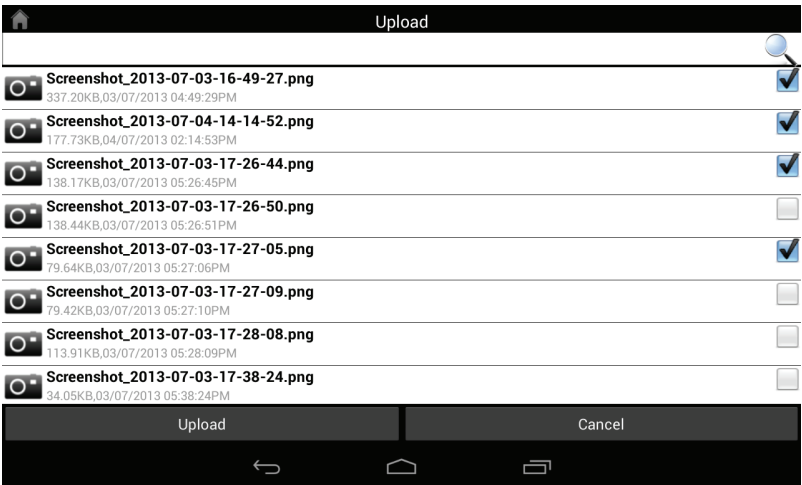 Upload
Screenshot_2013-07-03-16-49-27.png
337.20KB,03/07/2013 04:49:29PM
Screenshot_2013-07-04-14-14-52.png
177.73KB,04/07/2013 02:14:53PM
Screenshot_2013-07-03-17-26-44.png
138.17KB,03/07/2013 05:26:45PM
Screenshot_2013-07-03-17-26-50.png
138.44KB,03/07/2013 05:26:51PM
Screenshot_2013-07-03-17-27-05.png
79.64KB,03/07/2013 05:27:06PM
Screenshot_2013-07-03-17-27-09.png
79.42KB,03/07/2013 05:27:10PM
Screenshot_2013-07-03-17-28-08.png
113.91KB,03/07/2013 05:28:09PM
Screenshot_2013-07-03-17-38-24.png
34.05KB,03/07/2013 05:38:24PM
Upload
Cancel